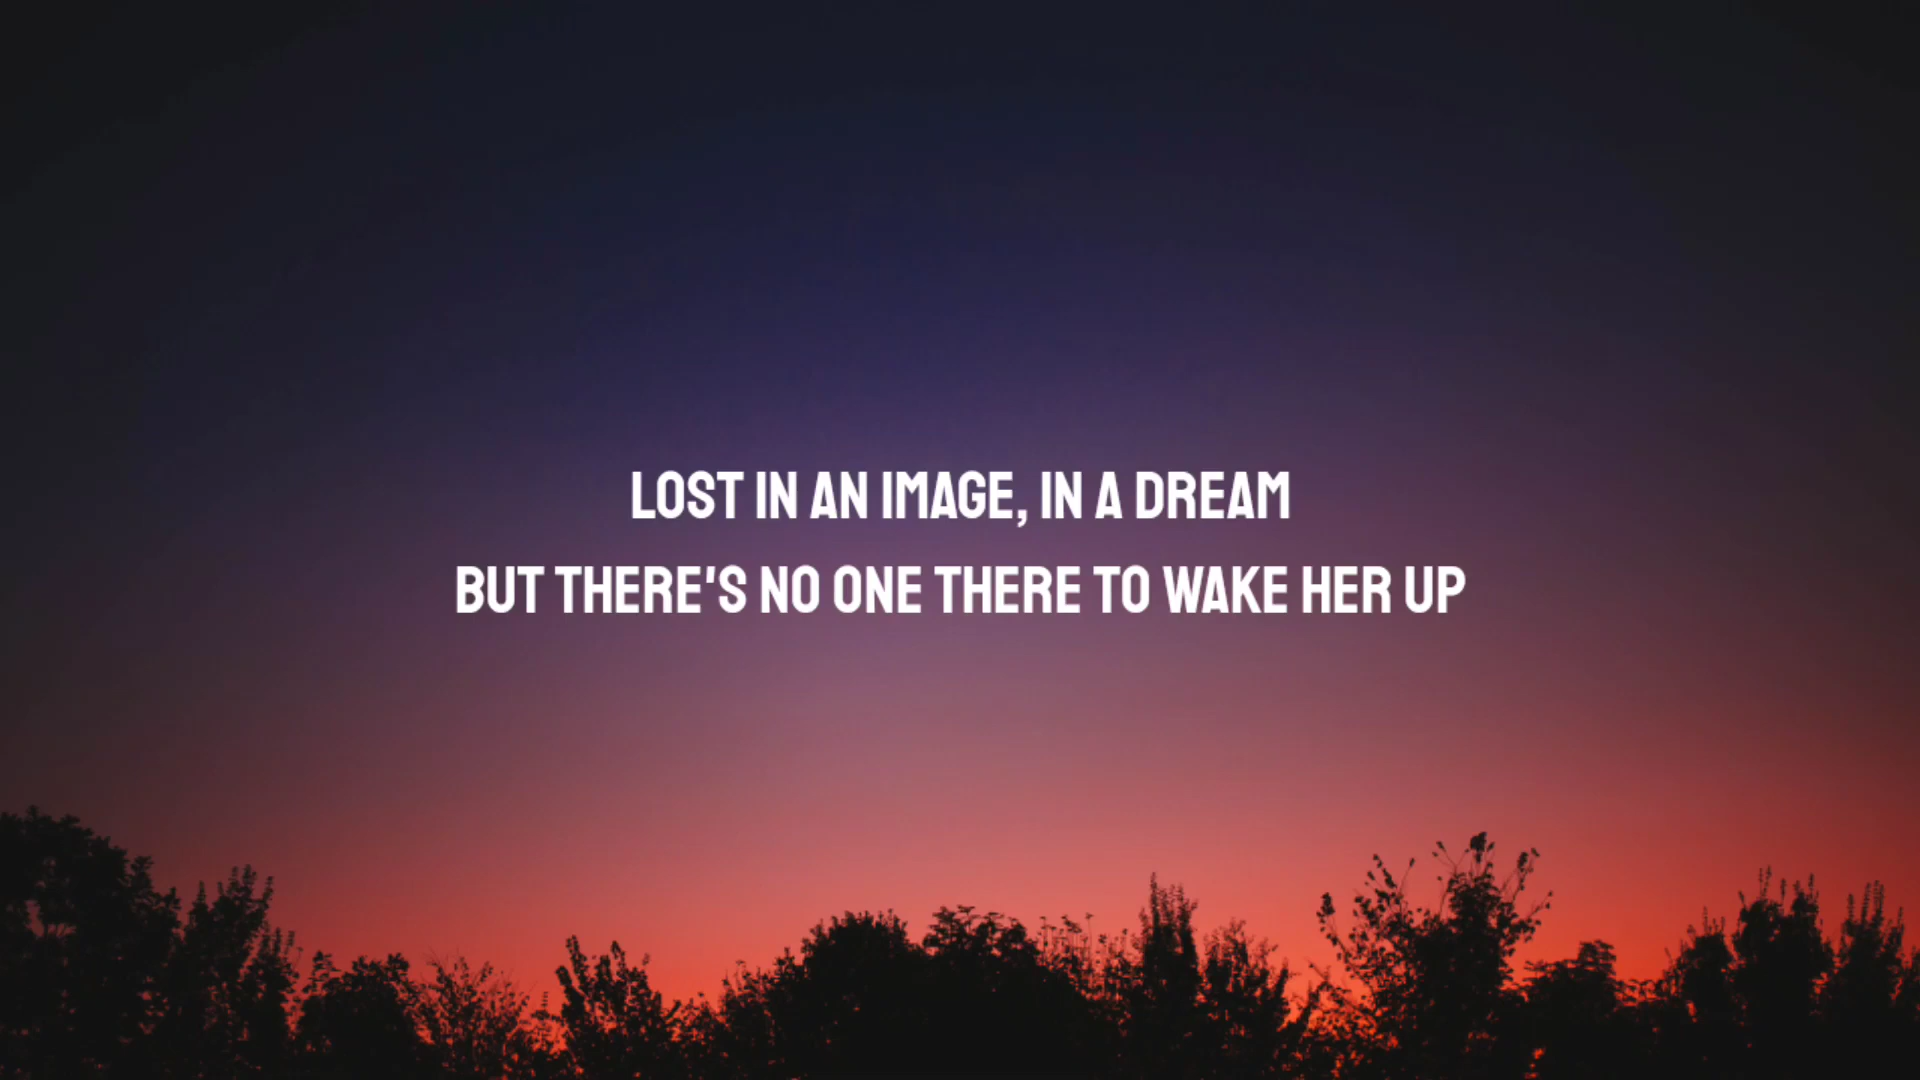 LOST IN AN IMAGE, IN A DREAM
BUT THERE'S NO ONE THERE TO WAKE HER UP